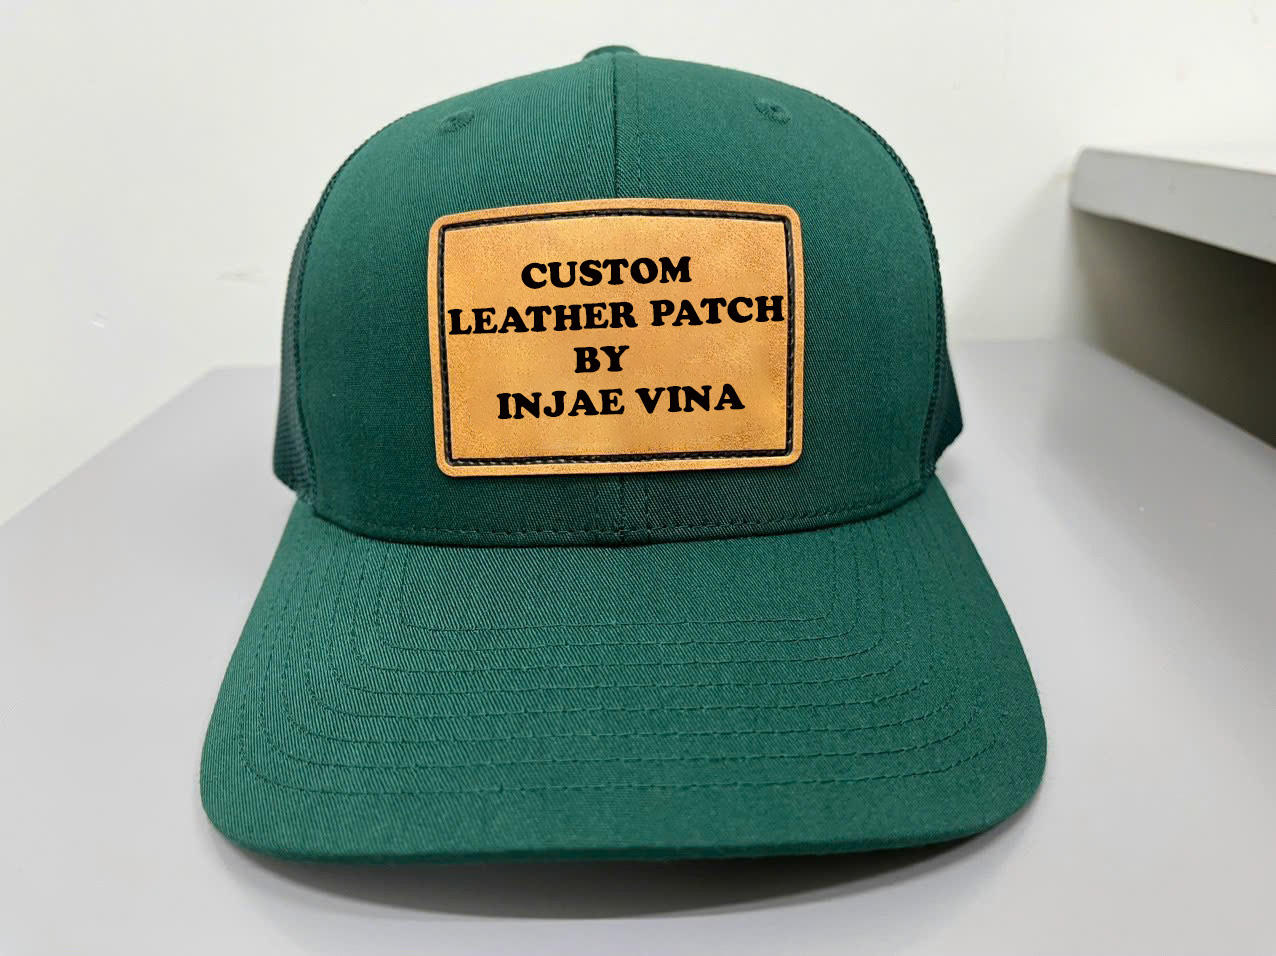 CUSTOM
LEATHER PATCH
BY
INJAE VINA